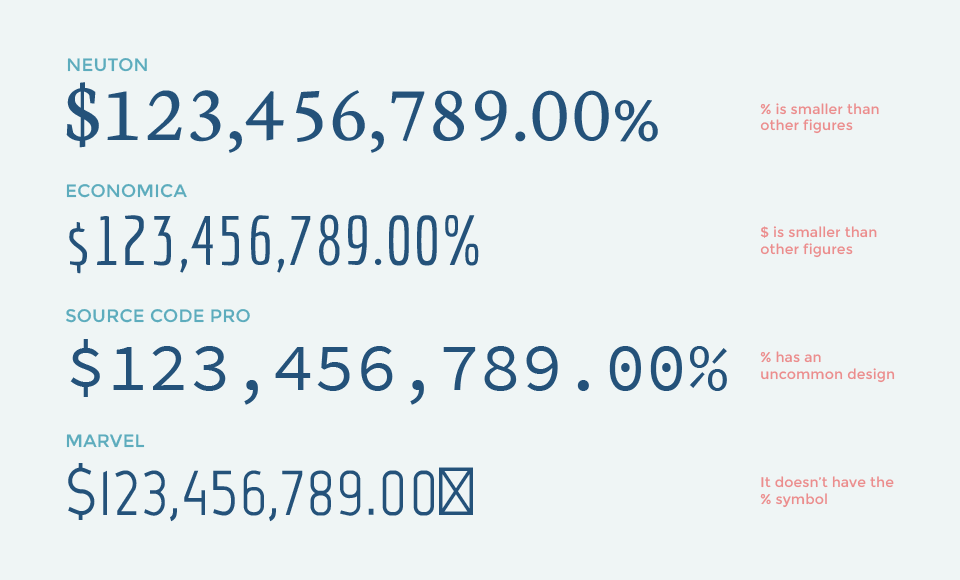 NEUTON
$123,456,789.00%
% is smaller than
other figures
ECONOMICA
$123,456,789.00%
$ is smaller than
other figures
SOURCE CODE PRO
$123,456,789.00%
% has an
uncommon design
MARVEL
$123,456,789.00
It doesn't have the
% symbol